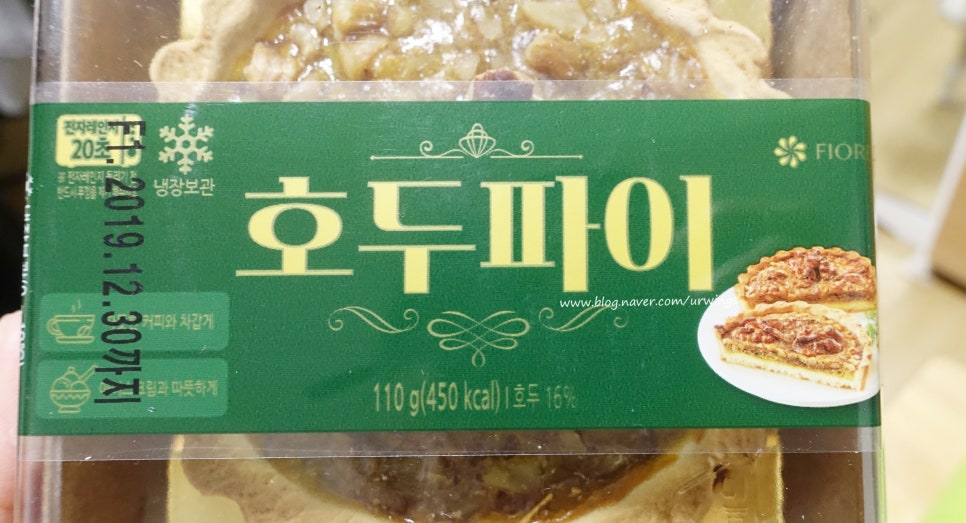 전자레인지
20초
냉장보관
FIORE
호두파이
www.blog.naver.com/urwing
F1. 2019.12.30까지
커피와 차갑게
크림과 따뜻하게
110 g(450 kcal) | 호두 16%